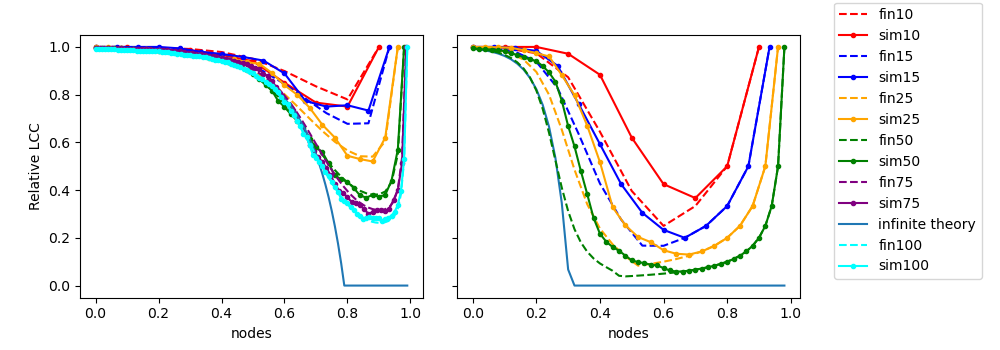 Relative LCC
1.0
0.8
0.6
0.4
0.2
0.0
0.0 0.2 0.4 0.6 0.8 1.0
nodes
0.0 0.2 0.4 0.6 0.8 1.0
nodes
fin10
sim10
fin15
sim15
fin25
sim25
fin50
sim50
fin75
sim75
infinite theory
fin100
sim100